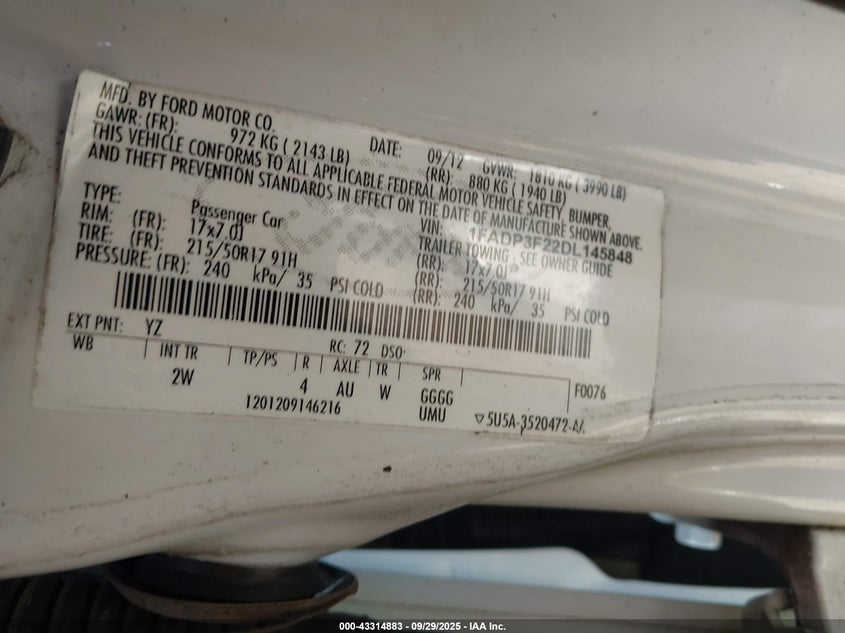 MFD. BY FORD MOTOR CO. DATE: 09/12 GVWR: 1810 KG ( 3990 LB)
GAWR: (FR): 972 KG ( 2143 LB) (RR): 880 KG ( 1940 LB)
THIS VEHICLE CONFORMS TO ALL APPLICABLE FEDERAL MOTOR VEHICLE SAFETY, BUMPER,
AND THEFT PREVENTION STANDARDS IN EFFECT ON THE DATE OF MANUFACTURE SHOWN ABOVE.
VIN: 1FADP3F22DL145848
TYPE: Passenger Car TRAILER TOWING . SEE OWNER GUIDE
RIM: (FR): 17x7.0J (RR): 17x7.0J
TIRE: (FR): 215/50R17 91H (RR): 215/50R17 91H
PRESSURE: (FR): 240 kPa/ 35 PSI COLD (RR): 240 kPa/ 35 PSI COLD
EXT PNT: YZ RC: 72 DSO:
WB INT TR TP/PS R AXLE TR SPR F0076
2W 4 AU W GGGG
1201209146216 UMU 5U5A-3520472-A
000-43314883 - 09/29/2025 - IAA Inc.